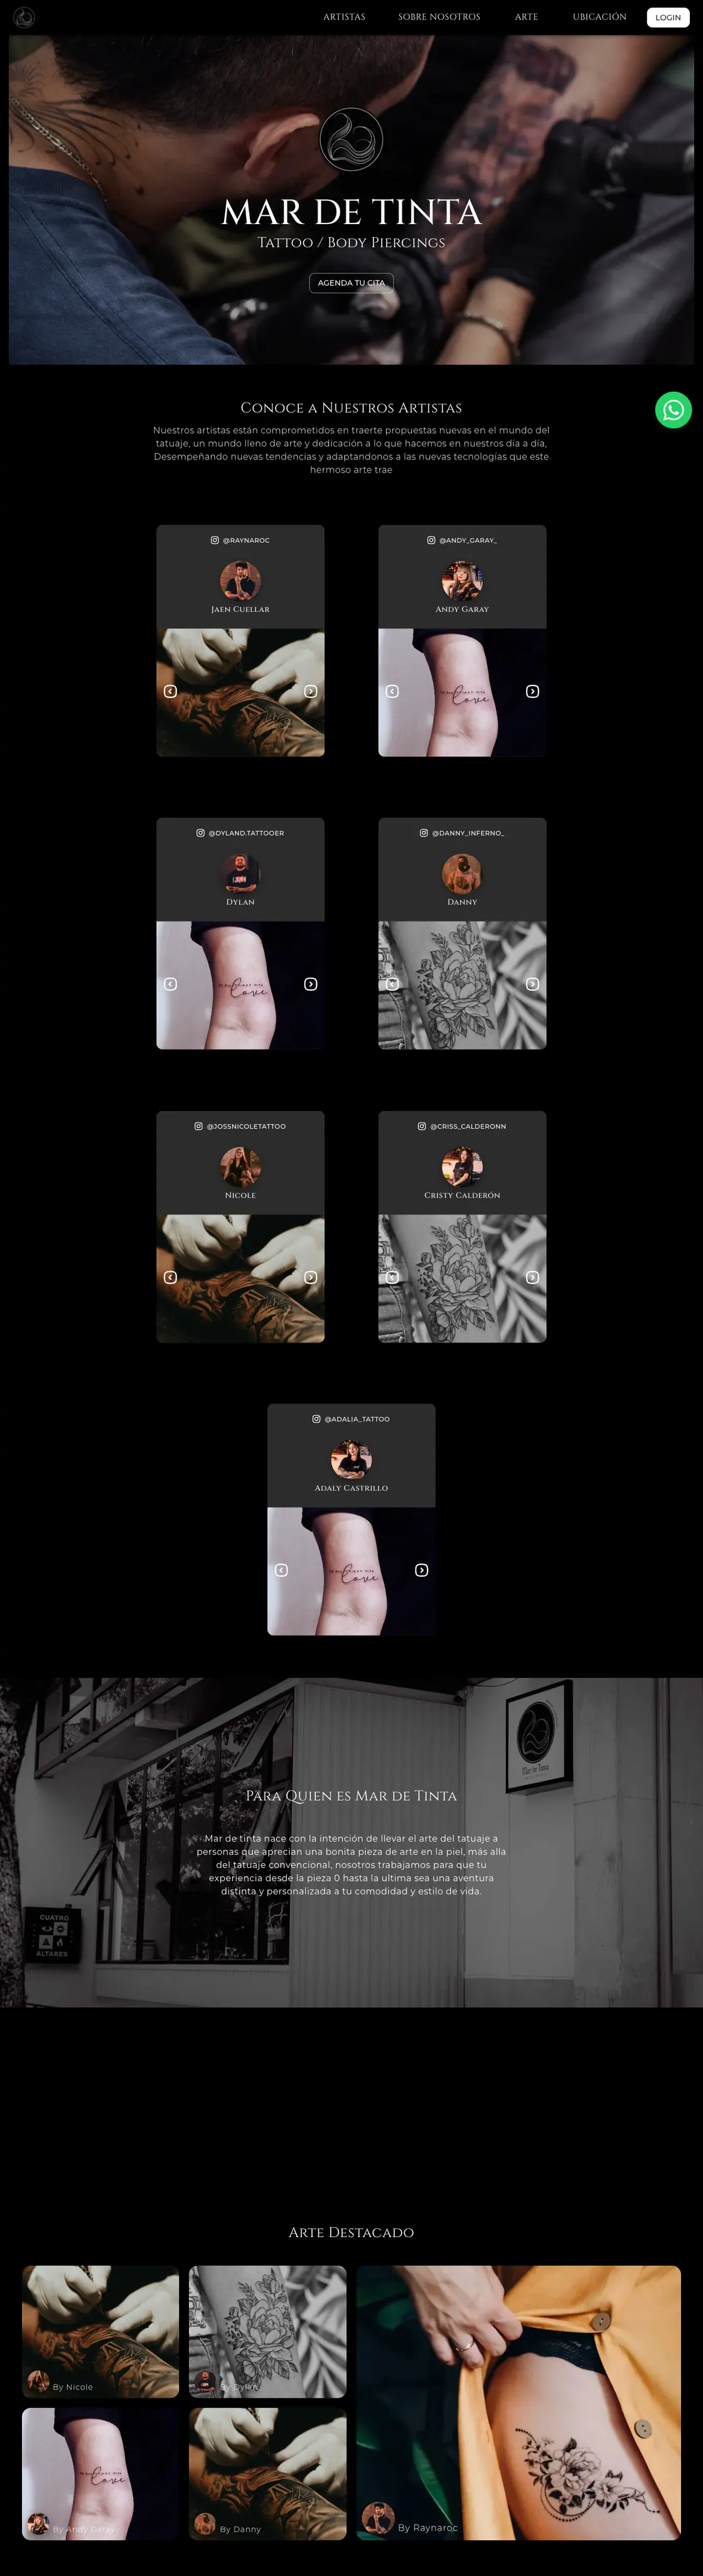 ARTISTAS
SOBRE NOSOTROS
ARTE
UBICACIÓN
LOGIN
MAR DE TINTA
TATTOO / BODY PIERCINGS
AGENDA TU CITA
CONOCE A NUESTROS ARTISTAS
Nuestros artistas están comprometidos en traerte propuestas nuevas en el mundo del
tatuaje, un mundo lleno de arte y dedicación a lo que hacemos en nuestros día a día,
Desempeñando nuevas tendencias y adaptandonos a las nuevas tecnologías que este
hermoso arte trae
@RAYNAROC
JAEN CUELLAR
@ANDY_GARAY_
ANDY GARAY
Love
@DYLAND.TATTOOER
DYLAN
Love
@DANNY_INFERNO_
DANNY
@JOSSNICOLETATTOO
NICOLE
@CRISS_CALDERONN
CRISTY CALDERÓN
@ADALIA_TATTOO
ADALY CASTRILLO
Love
Mar de Tinta
PARA QUIEN ES MAR DE TINTA
Mar de tinta nace con la intención de llevar el arte del tatuaje a
personas que aprecian una bonita pieza de arte en la piel, más alla
del tatuaje convencional, nosotros trabajamos para que tu
experiencia desde la pieza 0 hasta la ultima sea una aventura
distinta y personalizada a tu comodidad y estilo de vida.
CUATRO
ALTARES
ARTE DESTACADO
By Nicole
By Dylan
Love
By Andy Garay
By Danny
By Raynaroc